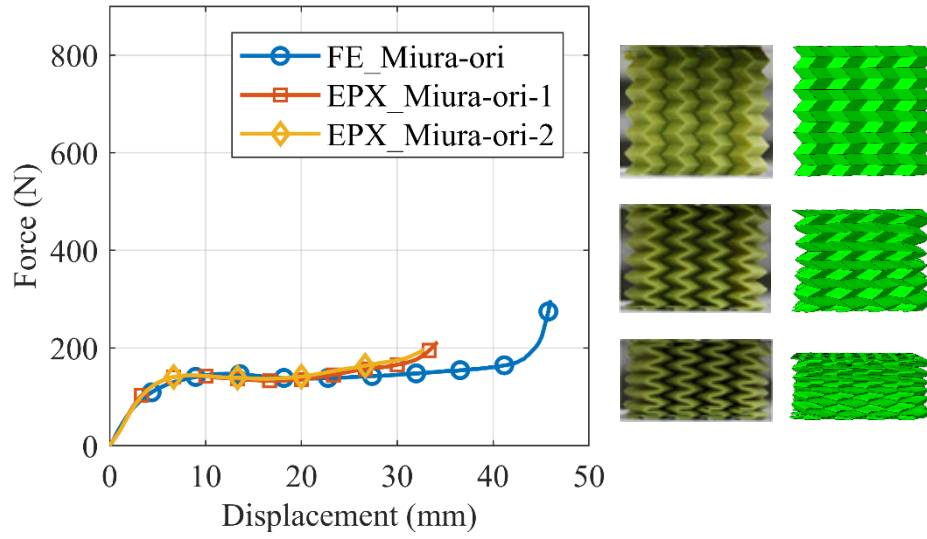 800
600
400
200
0
Force (N)
FE_Miura-ori
EPX_Miura-ori-1
EPX_Miura-ori-2
0 10 20 30 40 50
Displacement (mm)